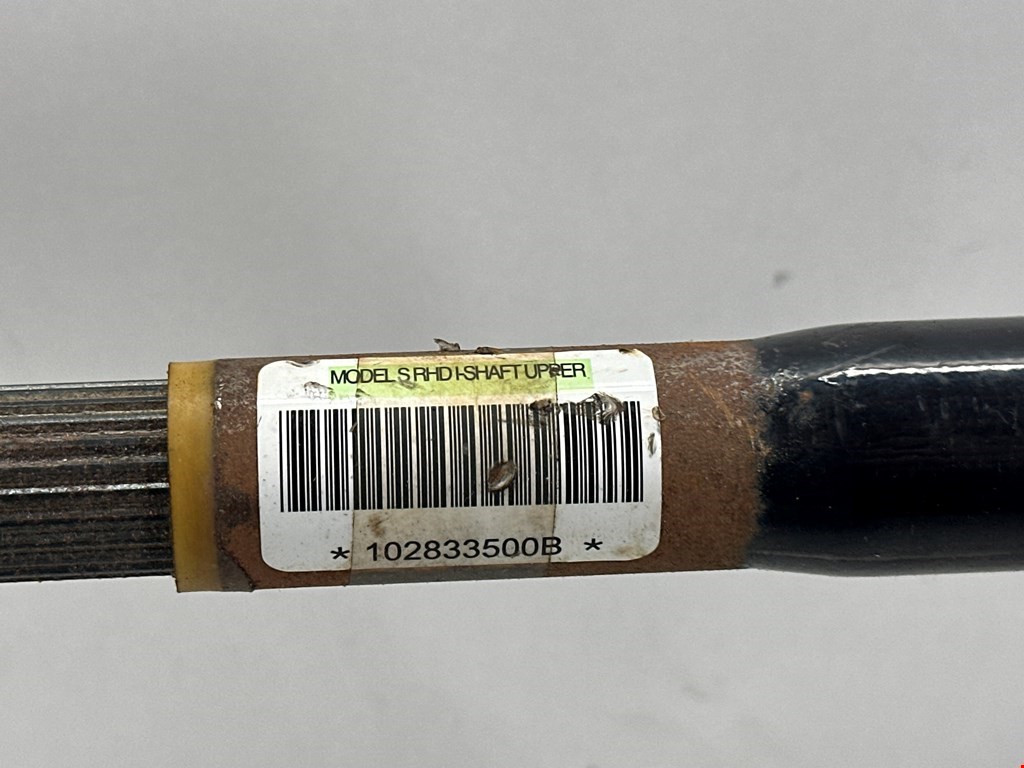 MODEL S RHD I-SHAFT UPPER
* 102833500B *